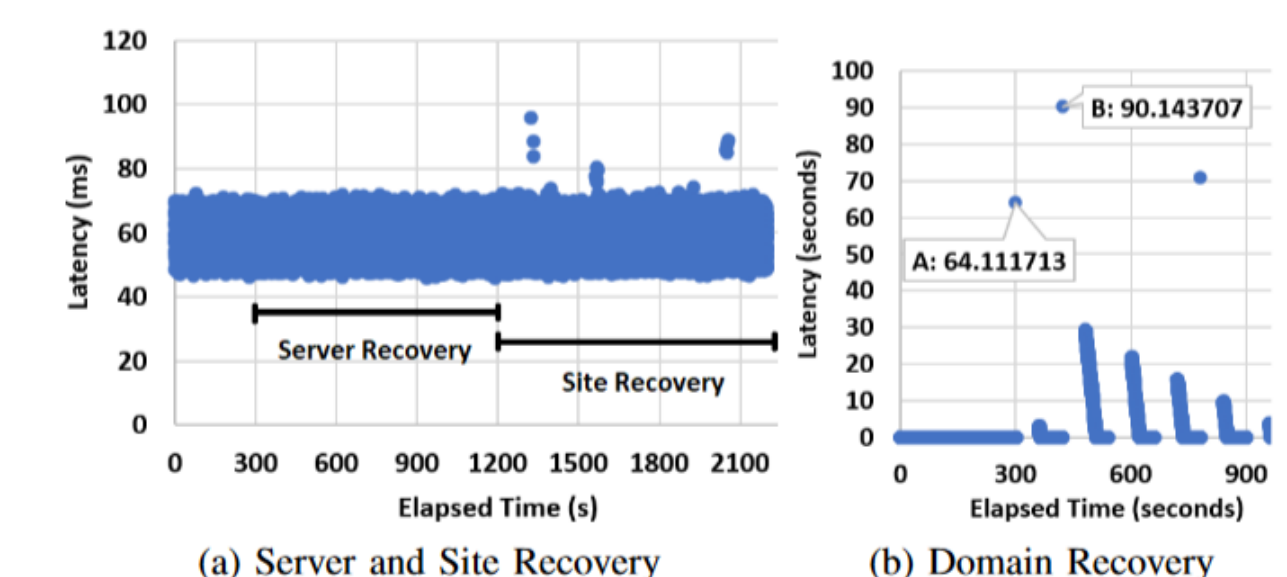 120
100
80
60
40
20
0
Latency (ms)
Server Recovery
Site Recovery
0 300 600 900 1200 1500 1800 2100
Elapsed Time (s)
(a) Server and Site Recovery
100
90
80
70
60
50
40
30
20
10
0
Latency (seconds)
B: 90.143707
A: 64.111713
0 300 600 900
Elapsed Time (seconds)
(b) Domain Recovery